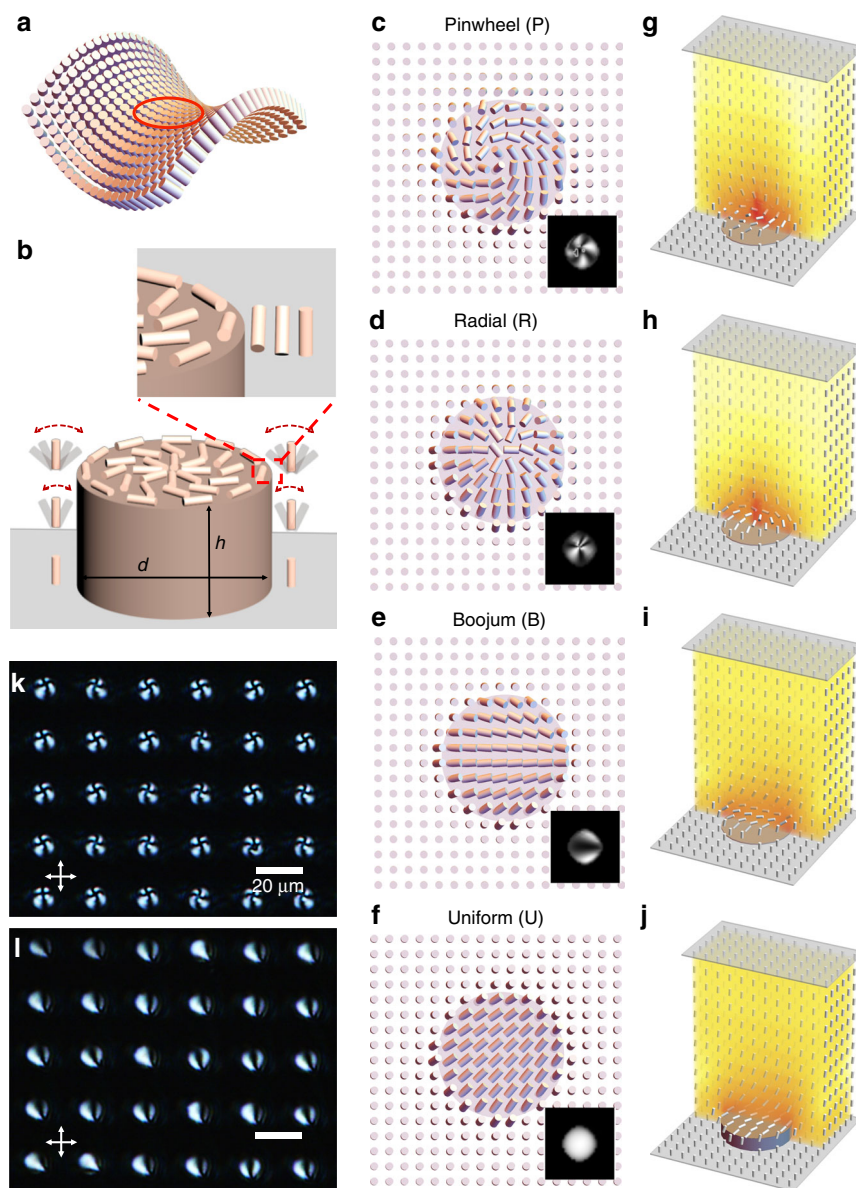 a
b
h
d
k
20 μm
l
c
Pinwheel (P)
d
Radial (R)
e
Boojum (B)
f
Uniform (U)
g
h
i
j